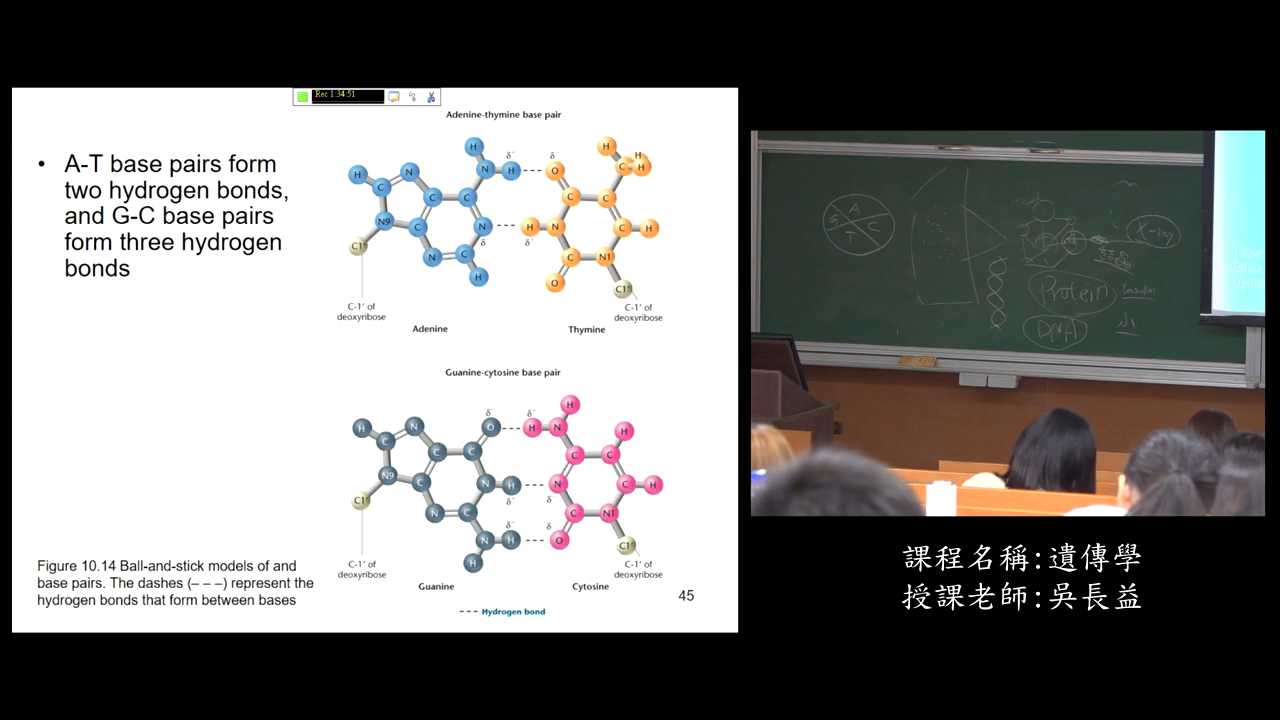 Rec 1:34:51
Adenine-thymine base pair
• A-T base pairs form
two hydrogen bonds,
and G-C base pairs
form three hydrogen
bonds
H
N
H
C
N
C
C
N9
C
N
N
C
H
C1'
H
δ+
δ-
δ
O
H
C
H
H
C
C
H
N
C
H
δ+
C
N1
O
C1'
C-1' of
deoxyribose
C-1' of
deoxyribose
Adenine
Thymine
Guanine-cytosine base pair
H
C
N
C
C
O
δ-
N9
C
N
H
δ+
N
C
C1'
N
H
δ+
H
δ+
H
N
H
C
C
H
N
C
H
δ
C
N1
δ
O
C1'
C-1' of
deoxyribose
C-1' of
deoxyribose
Guanine
Cytosine
Hydrogen bond
Figure 10.14 Ball-and-stick models of and
base pairs. The dashes (– – –) represent the
hydrogen bonds that form between bases
45
A
G
C
T
X-ray
Protein
DNA
課程名稱:遺傳學
授課老師:吳長益